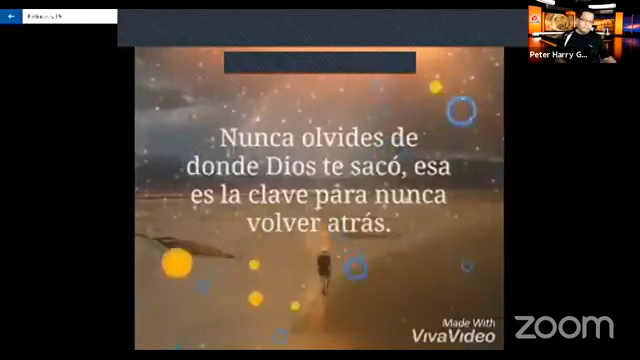 Peter Harry G...
Nunca olvides de
donde Dios te sacó, esa
es la clave para nunca
volver atrás.
Made With
VivaVideo
zoom